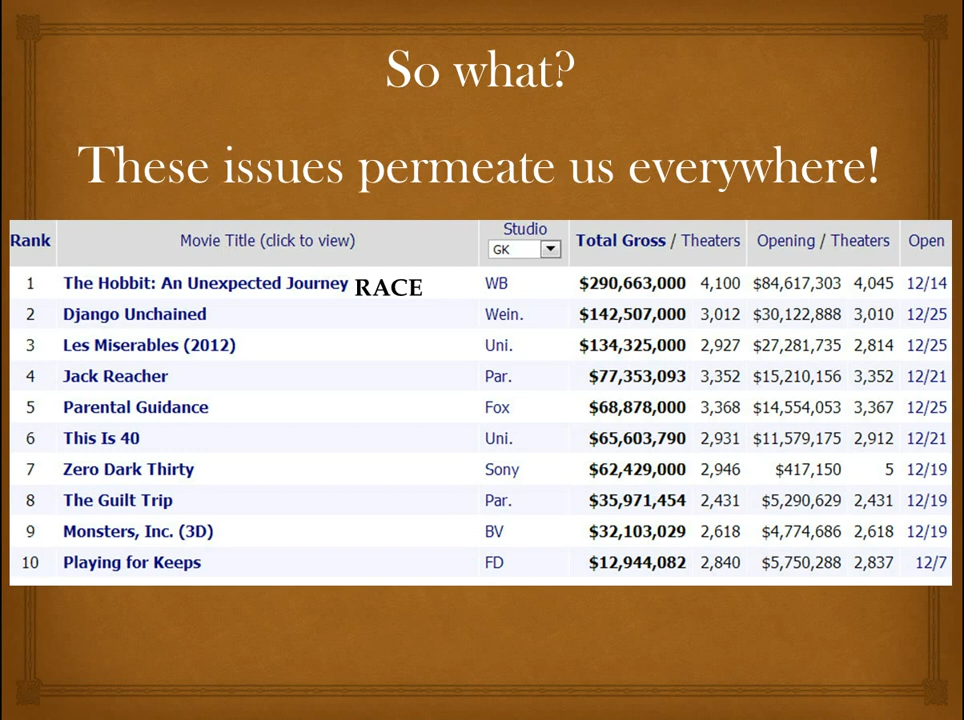 So what?
These issues permeate us everywhere!
Rank Movie Title (click to view) Studio GK Total Gross / Theaters Opening / Theaters Open
1 The Hobbit: An Unexpected Journey RACE WB $290,663,000 4,100 $84,617,303 4,045 12/14
2 Django Unchained Wein. $142,507,000 3,012 $30,122,888 3,010 12/25
3 Les Miserables (2012) Uni. $134,325,000 2,927 $27,281,735 2,814 12/25
4 Jack Reacher Par. $77,353,093 3,352 $15,210,156 3,352 12/21
5 Parental Guidance Fox $68,878,000 3,368 $14,554,053 3,367 12/25
6 This Is 40 Uni. $65,603,790 2,931 $11,579,175 2,912 12/21
7 Zero Dark Thirty Sony $62,429,000 2,946 $417,150 5 12/19
8 The Guilt Trip Par. $35,971,454 2,431 $5,290,629 2,431 12/19
9 Monsters, Inc. (3D) BV $32,103,029 2,618 $4,774,686 2,618 12/19
10 Playing for Keeps FD $12,944,082 2,840 $5,750,288 2,837 12/7